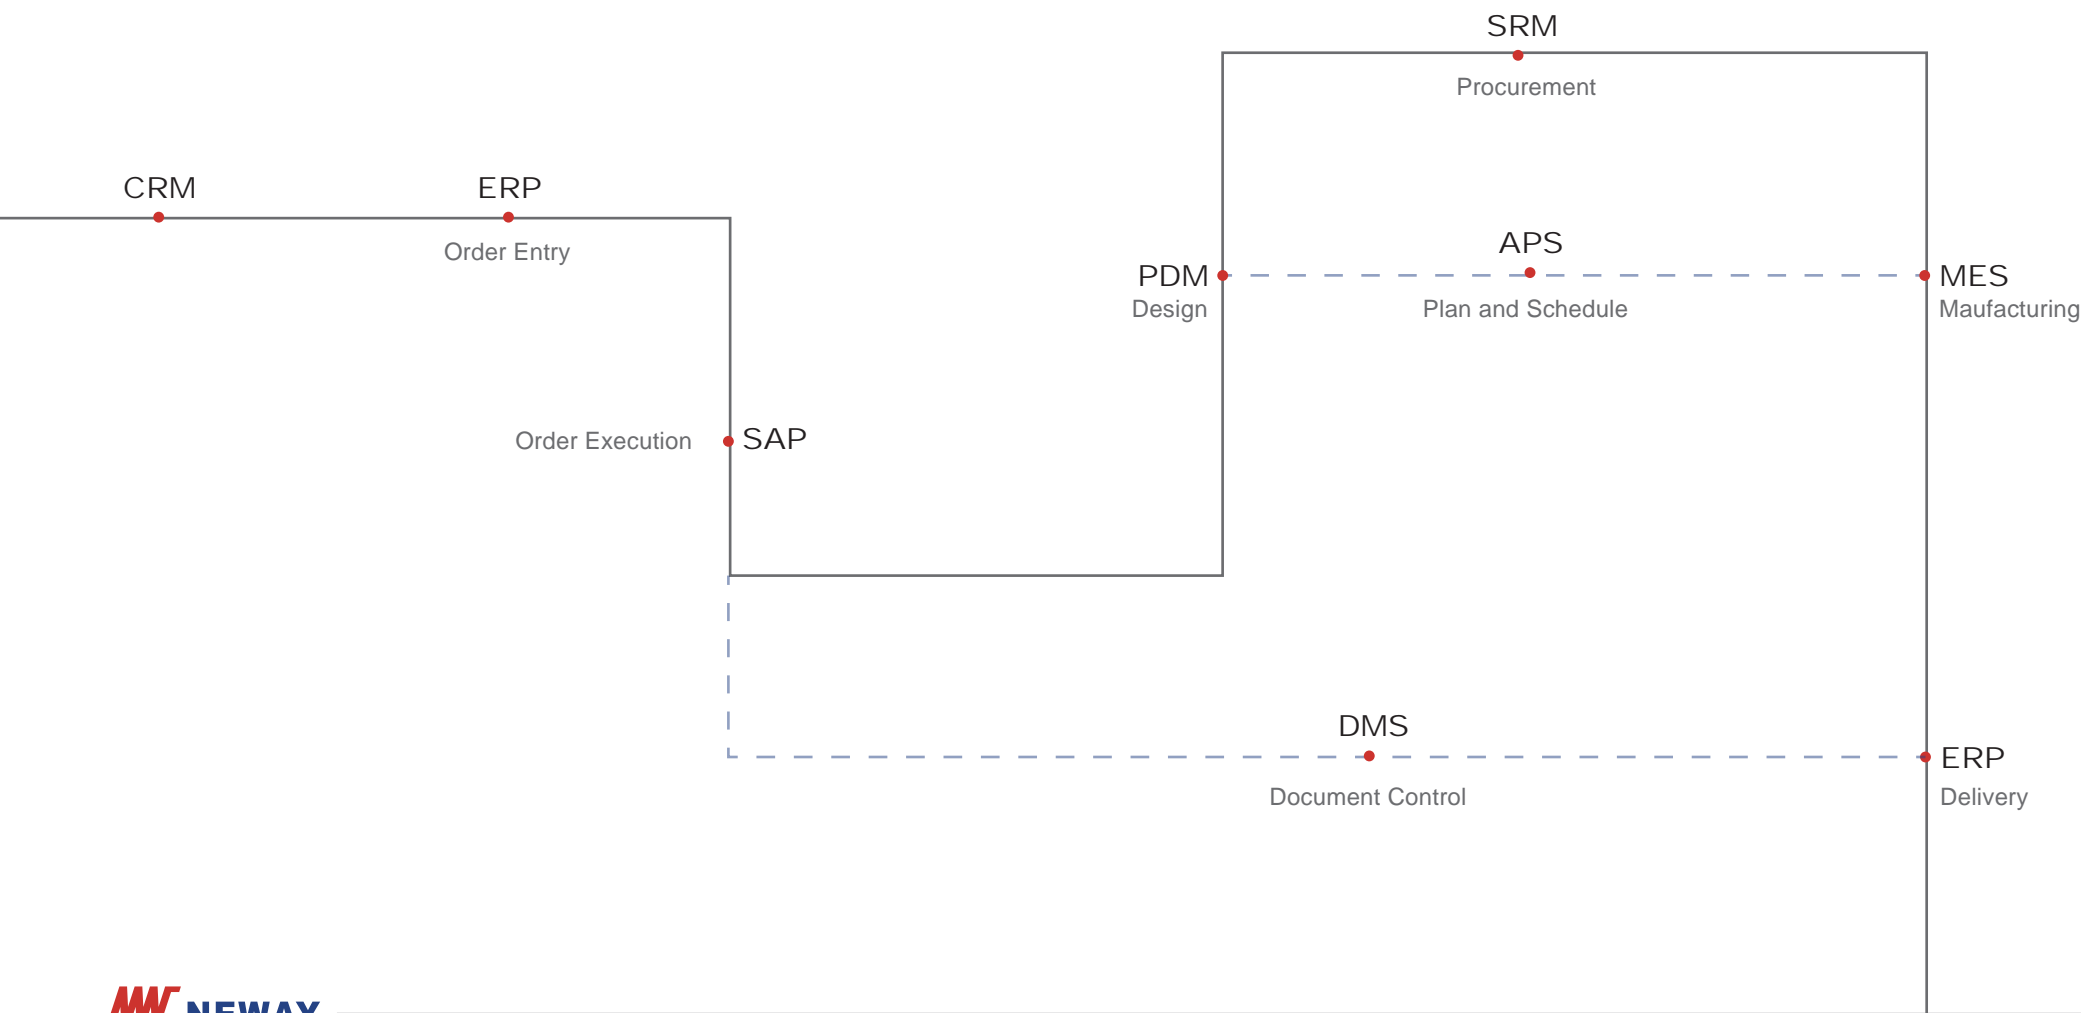 SRM
Procurement
CRM
ERP
Order Entry
APS
PDM
Design
Plan and Schedule
MES
Maufacturing
Order Execution
SAP
DMS
Document Control
ERP
Delivery
NEWAY